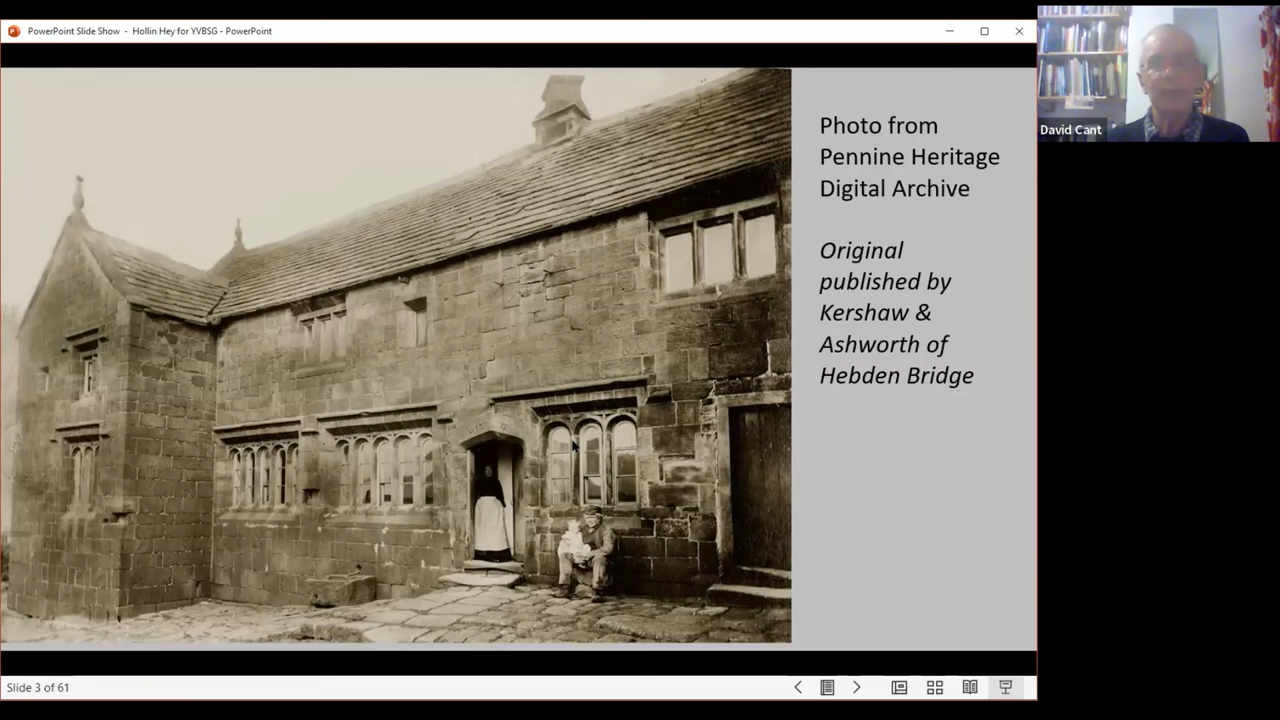 PowerPoint Slide Show - Hollin Hey for YVBSG - PowerPoint
Photo from
Pennine Heritage
Digital Archive
Original
published by
Kershaw &
Ashworth of
Hebden Bridge
David Cant
Slide 3 of 61